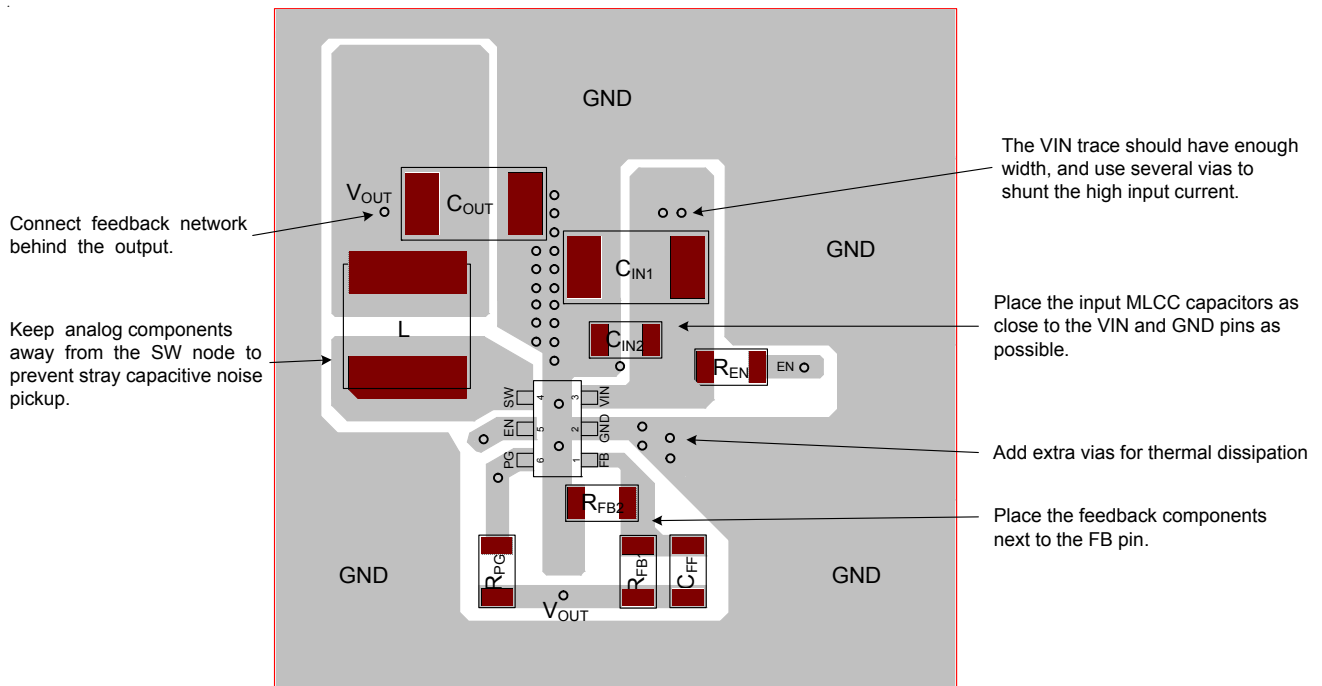 .
GND
The VIN trace should have enough
width, and use several vias to
shunt the high input current.
VOUT
COUT
Connect feedback network
behind the output.
GND
CIN1
Place the input MLCC capacitors as
close to the VIN and GND pins as
possible.
Keep analog components
away from the SW node to
prevent stray capacitive noise
pickup.
L
CIN2
REN
EN
SW
4
3
VIN
EN
5
2
GND
PG
6
1
FB
Add extra vias for thermal dissipation
RFB2
Place the feedback components
next to the FB pin.
GND
RPG
RFB1
CFF
GND
VOUT